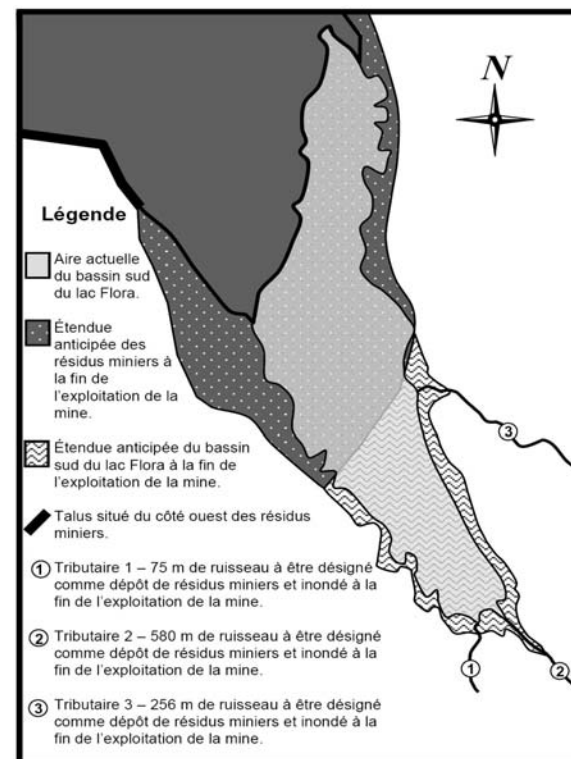 N
Légende
Aire actuelle
du bassin sud
du lac Flora.
Étendue
anticipée des
résidus miniers à
la fin de
l'exploitation de la
mine.
Étendue anticipée du bassin
sud du lac Flora à la fin de
l'exploitation de la mine.
Talus situé du côté ouest des résidus
miniers.
1 Tributaire 1 – 75 m de ruisseau à être désigné
comme dépôt de résidus miniers et inondé à la
fin de l'exploitation de la mine.
2 Tributaire 2 – 580 m de ruisseau à être désigné
comme dépôt de résidus miniers et inondé à la
fin de l'exploitation de la mine.
3 Tributaire 3 – 256 m de ruisseau à être désigné
comme dépôt de résidus miniers et inondé à la
fin de l'exploitation de la mine.
3
1
2